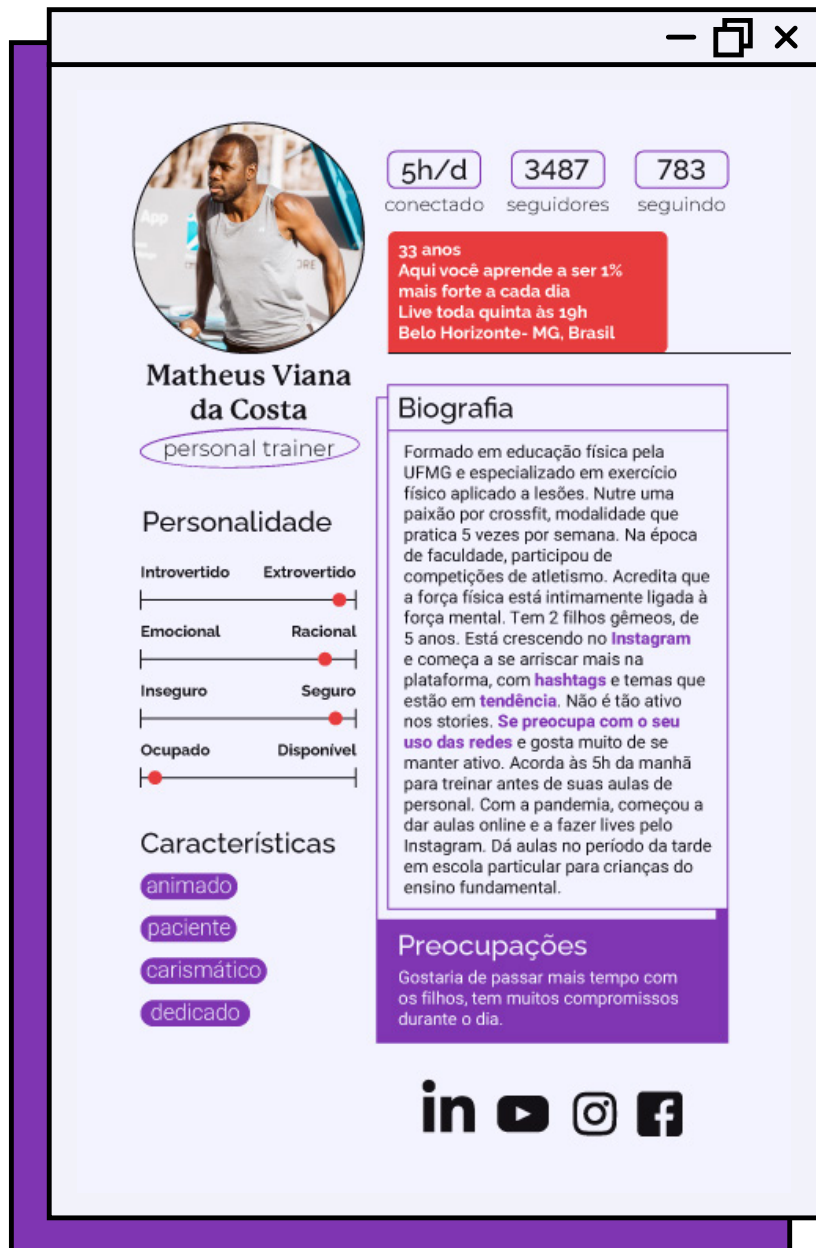 5h/d
conectado
3487
seguidores
783
seguindo
33 anos
Aqui você aprende a ser 1%
mais forte a cada dia
Live toda quinta às 19h
Belo Horizonte- MG, Brasil
App
ORE
Matheus Viana
da Costa
personal trainer
Personalidade
Introvertido Extrovertido
Emocional Racional
Inseguro Seguro
Ocupado Disponível
Características
animado
paciente
carismático
dedicado
Biografia
Formado em educação física pela
UFMG e especializado em exercício
físico aplicado a lesões. Nutre uma
paixão por crossfit, modalidade que
pratica 5 vezes por semana. Na época
de faculdade, participou de
competições de atletismo. Acredita que
a força física está intimamente ligada à
força mental. Tem 2 filhos gêmeos, de
5 anos. Está crescendo no Instagram
e começa a se arriscar mais na
plataforma, com hashtags e temas que
estão em tendência. Não é tão ativo
nos stories. Se preocupa com o seu
uso das redes e gosta muito de se
manter ativo. Acorda às 5h da manhã
para treinar antes de suas aulas de
personal. Com a pandemia, começou a
dar aulas online e a fazer lives pelo
Instagram. Dá aulas no período da tarde
em escola particular para crianças do
ensino fundamental.
Preocupações
Gostaria de passar mais tempo com
os filhos, tem muitos compromissos
durante o dia.
in